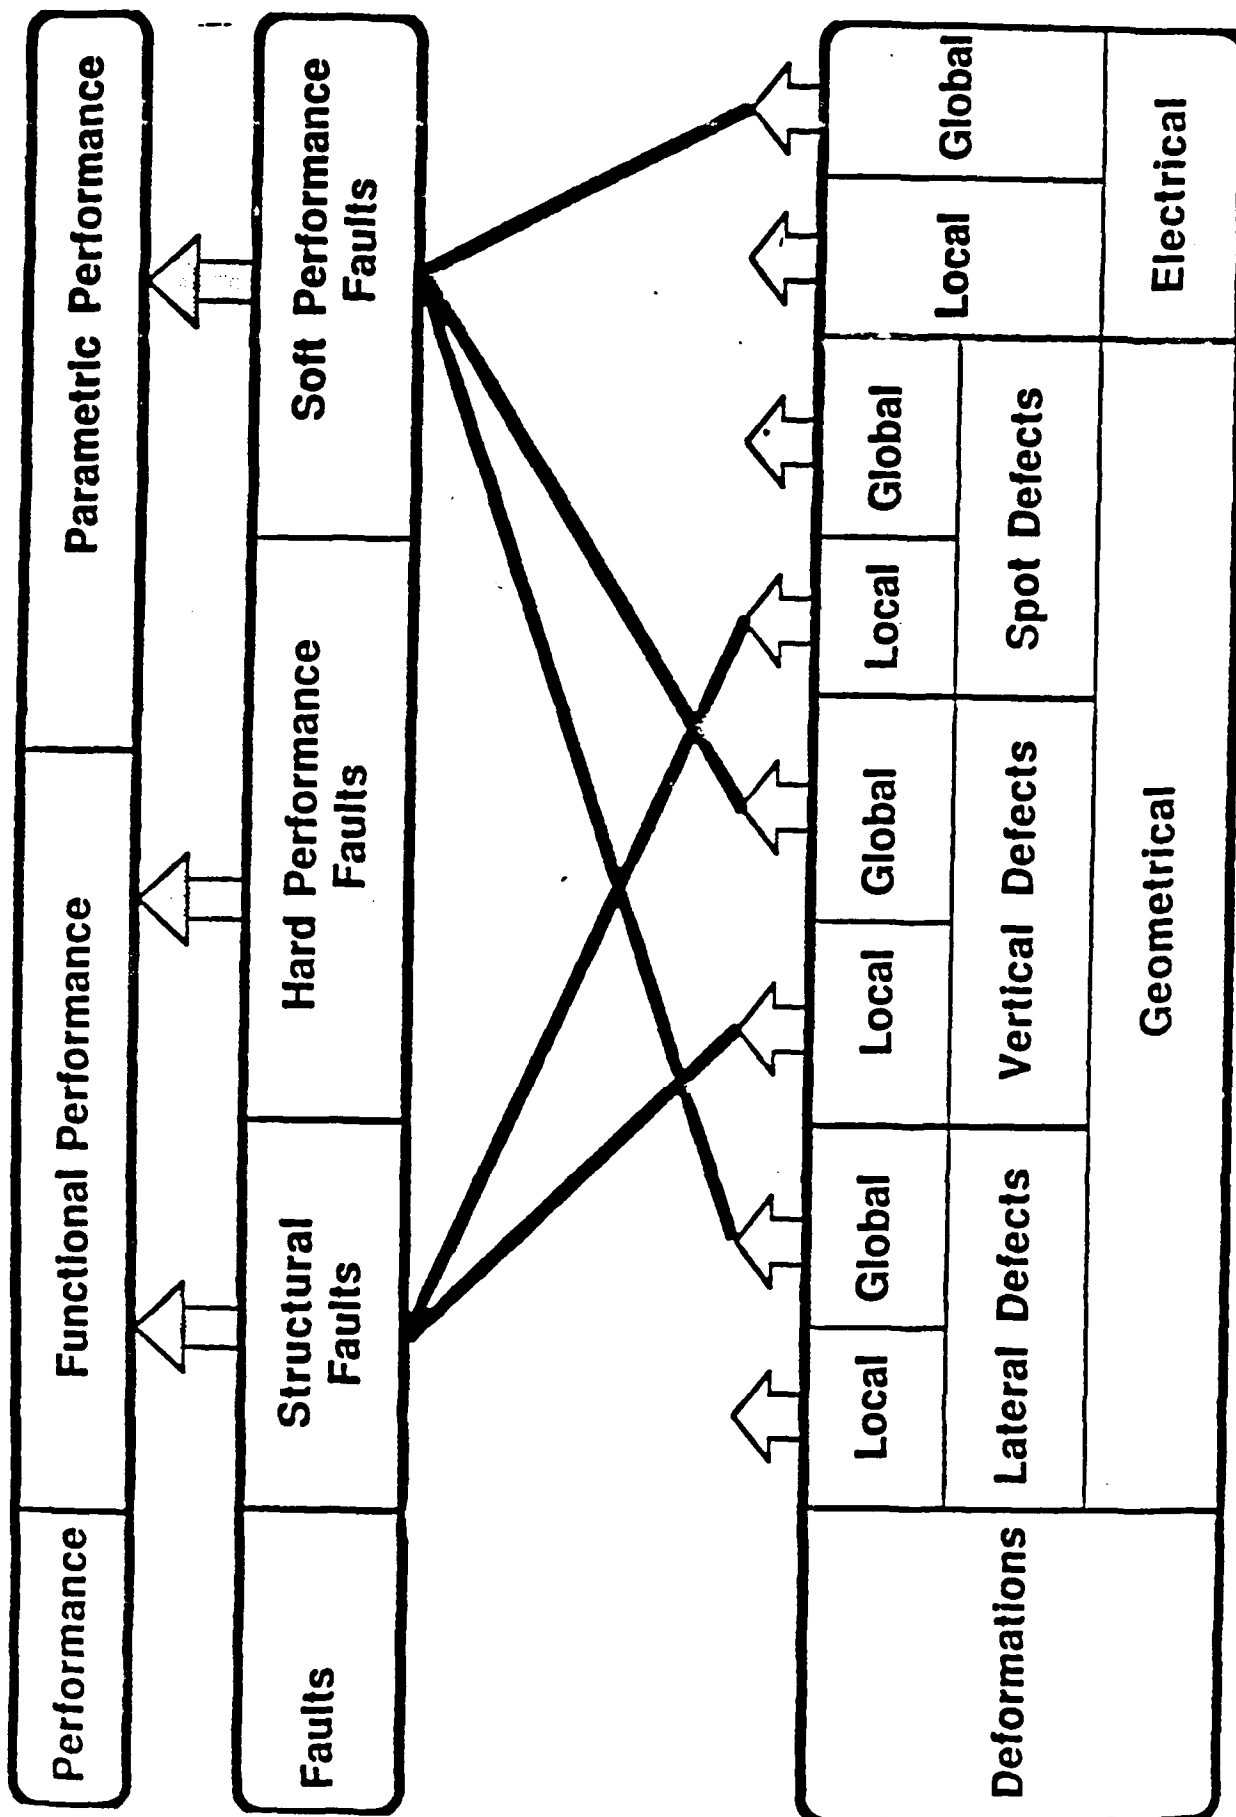 Performance
Functional Performance
Parametric Performance
Faults
Structural
Faults
Hard Performance
Faults
Soft Performance
Faults
Deformations
Local
Global
Local
Global
Local
Global
Local
Global
Lateral Defects
Vertical Defects
Spot Defects
Geometrical
Electrical